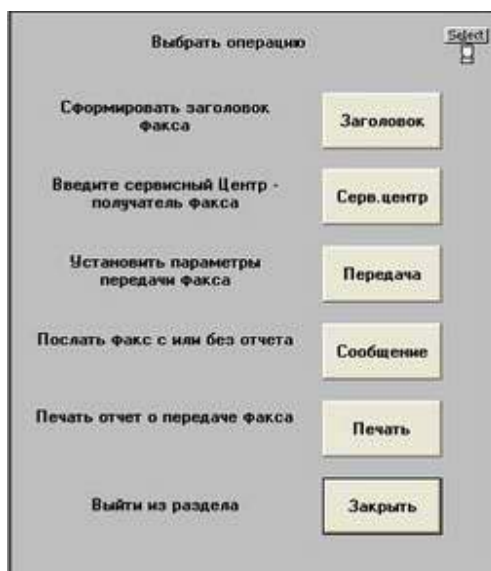 Выбрать операцию
Select
Сформировать заголовок
факса
Заголовок
Введите сервисный Центр -
получатель факса
Серв.центр
Установить параметры
передачи факса
Передача
Послать факс с или без отчета
Сообщение
Печать отчет о передаче факса
Печать
Выйти из раздела
Закрыть